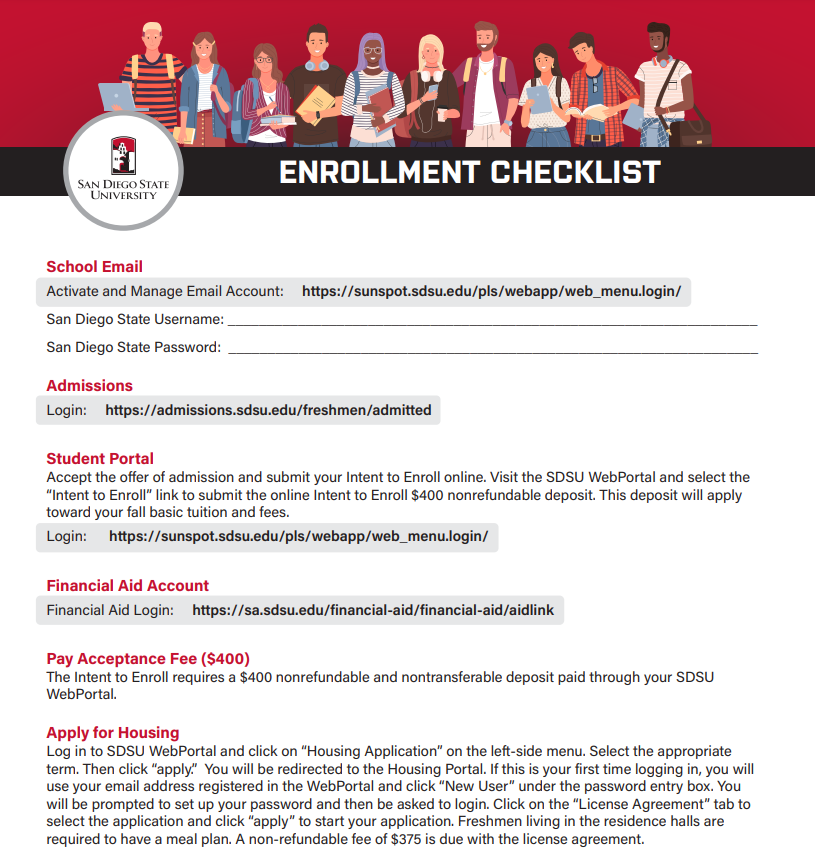 ENROLLMENT CHECKLIST
SAN DIEGO STATE
UNIVERSITY
School Email
Activate and Manage Email Account: https://sunspot.sdsu.edu/pls/webapp/web_menu.login/
San Diego State Username:
San Diego State Password:
Admissions
Login: https://admissions.sdsu.edu/freshmen/admitted
Student Portal
Accept the offer of admission and submit your Intent to Enroll online. Visit the SDSU WebPortal and select the
“Intent to Enroll” link to submit the online Intent to Enroll $400 nonrefundable deposit. This deposit will apply
toward your fall basic tuition and fees.
Login: https://sunspot.sdsu.edu/pls/webapp/web_menu.login/
Financial Aid Account
Financial Aid Login: https://sa.sdsu.edu/financial-aid/financial-aid/aidlink
Pay Acceptance Fee ($400)
The Intent to Enroll requires a $400 nonrefundable and nontransferable deposit paid through your SDSU
WebPortal.
Apply for Housing
Log in to SDSU WebPortal and click on “Housing Application” on the left-side menu. Select the appropriate
term. Then click “apply.” You will be redirected to the Housing Portal. If this is your first time logging in, you will
use your email address registered in the WebPortal and click “New User” under the password entry box. You
will be prompted to set up your password and then be asked to login. Click on the “License Agreement” tab to
select the application and click “apply” to start your application. Freshmen living in the residence halls are
required to have a meal plan. A non-refundable fee of $375 is due with the license agreement.